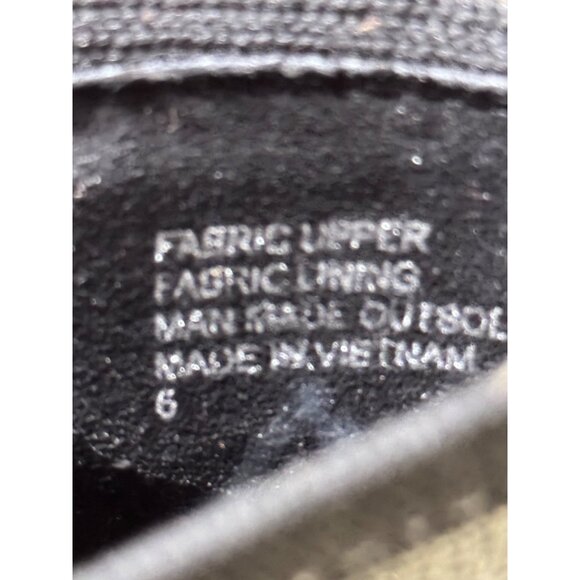 FABRIC UPPER
FABRIC LINING
MAN MADE OUTSOL
MADE IN VIETNAM
6